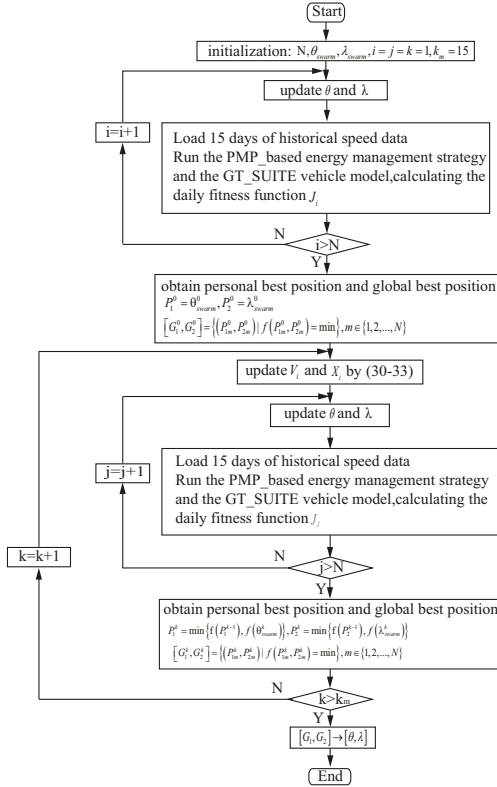 Start
initialization: N,θ_swarm,λ_swarm,i=j=k=1,k_m=15
update θ and λ
i=i+1
Load 15 days of historical speed data
Run the PMP_based energy management strategy
and the GT_SUITE vehicle model,calculating the
daily fitness function J_i
N
i>N
Y
obtain personal best position and global best position
P_1^0=θ_swarm^0,P_2^0=λ_swarm^0
[G_1^0,G_2^0]={(P_1m^0,P_2m^0)|f(P_1m^0,P_2m^0)=min},m∈{1,2,...,N}
update V_i and X_i by (30-33)
update θ and λ
j=j+1
Load 15 days of historical speed data
Run the PMP_based energy management strategy
and the GT_SUITE vehicle model,calculating the
daily fitness function J_j
k=k+1
N
j>N
Y
obtain personal best position and global best position
P_1^k=min{f(P_1^k-1),f(θ_swarm^k)},P_2^k=min{f(P_2^k-1),f(λ_swarm^k)}
[G_1^k,G_2^k]={(P_1m^k,P_2m^k)|f(P_1m^k,P_2m^k)=min},m∈{1,2,...,N}
N
k>k_m
Y
[G_1,G_2]→[θ,λ]
End